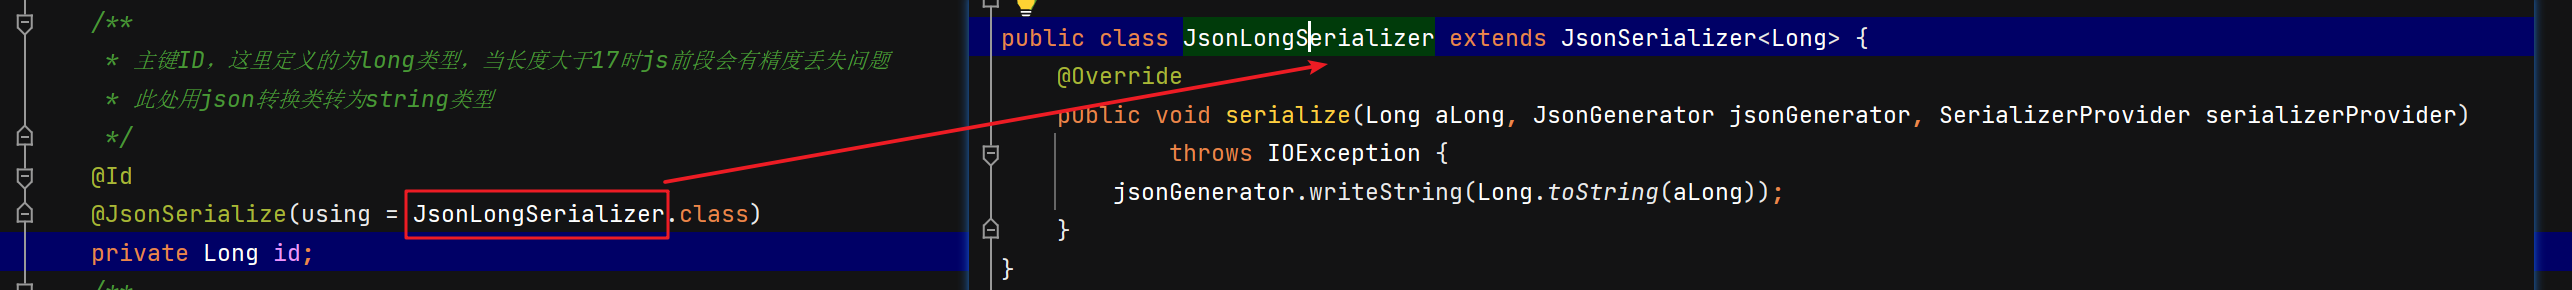 /**
* 主键ID，这里定义的为long类型，当长度大于17时js前段会有精度丢失问题
* 此处用json转换类转为string类型
*/
@Id
@JsonSerialize(using = JsonLongSerializer.class)
private Long id;
/**
public class JsonLongSerializer extends JsonSerializer<Long> {
@Override
public void serialize(Long aLong, JsonGenerator jsonGenerator, SerializerProvider serializerProvider)
throws IOException {
jsonGenerator.writeString(Long.toString(aLong));
}
}